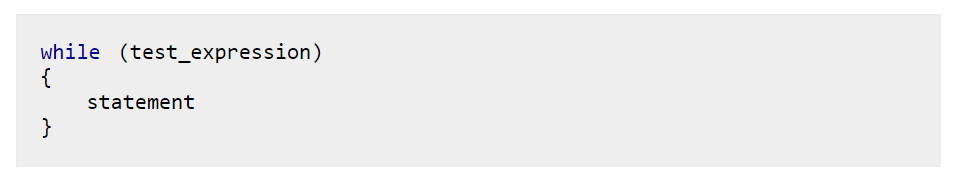 while (test_expression)
{
    statement
}